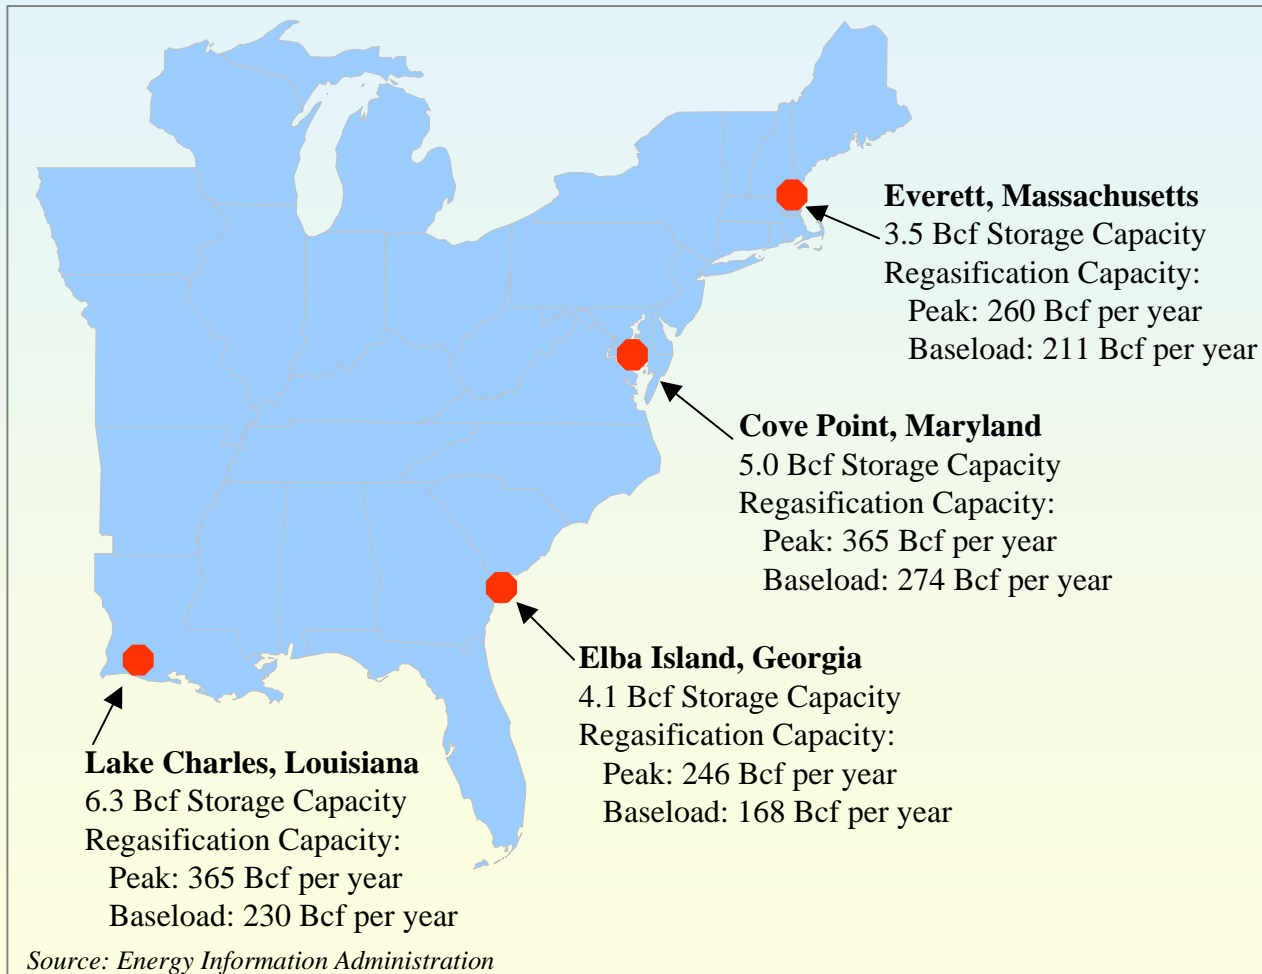 Everett, Massachusetts
3.5 Bcf Storage Capacity
Regasification Capacity:
Peak: 260 Bcf per year
Baseload: 211 Bcf per year
Cove Point, Maryland
5.0 Bcf Storage Capacity
Regasification Capacity:
Peak: 365 Bcf per year
Baseload: 274 Bcf per year
Elba Island, Georgia
4.1 Bcf Storage Capacity
Regasification Capacity:
Peak: 246 Bcf per year
Baseload: 168 Bcf per year
Lake Charles, Louisiana
6.3 Bcf Storage Capacity
Regasification Capacity:
Peak: 365 Bcf per year
Baseload: 230 Bcf per year
Source: Energy Information Administration